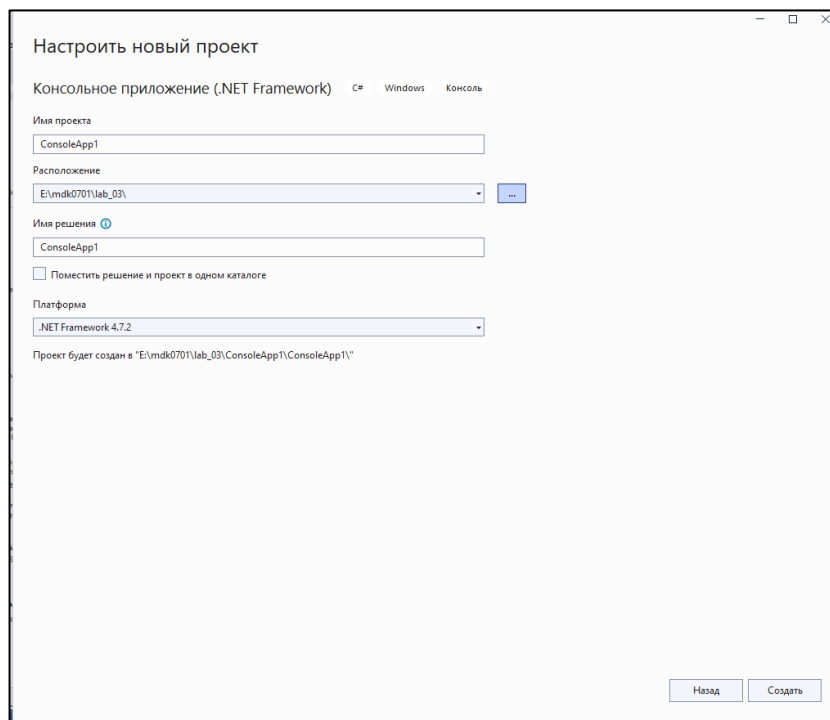 Настроить новый проект
Консольное приложение (.NET Framework) C# Windows Консоль
Имя проекта
ConsoleApp1
Расположение
E:\mdk0701\lab_03\
...
Имя решения
ConsoleApp1
Поместить решение и проект в одном каталоге
Платформа
.NET Framework 4.7.2
Проект будет создан в "E:\mdk0701\lab_03\ConsoleApp1\ConsoleApp1\"
Назад Создать